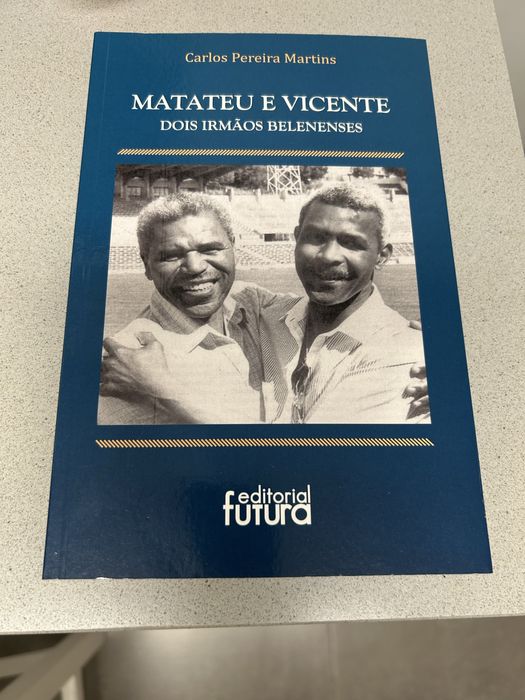 Carlos Pereira Martins
MATATEU E VICENTE
DOIS IRMÃOS BELENENSES
editorial
futura